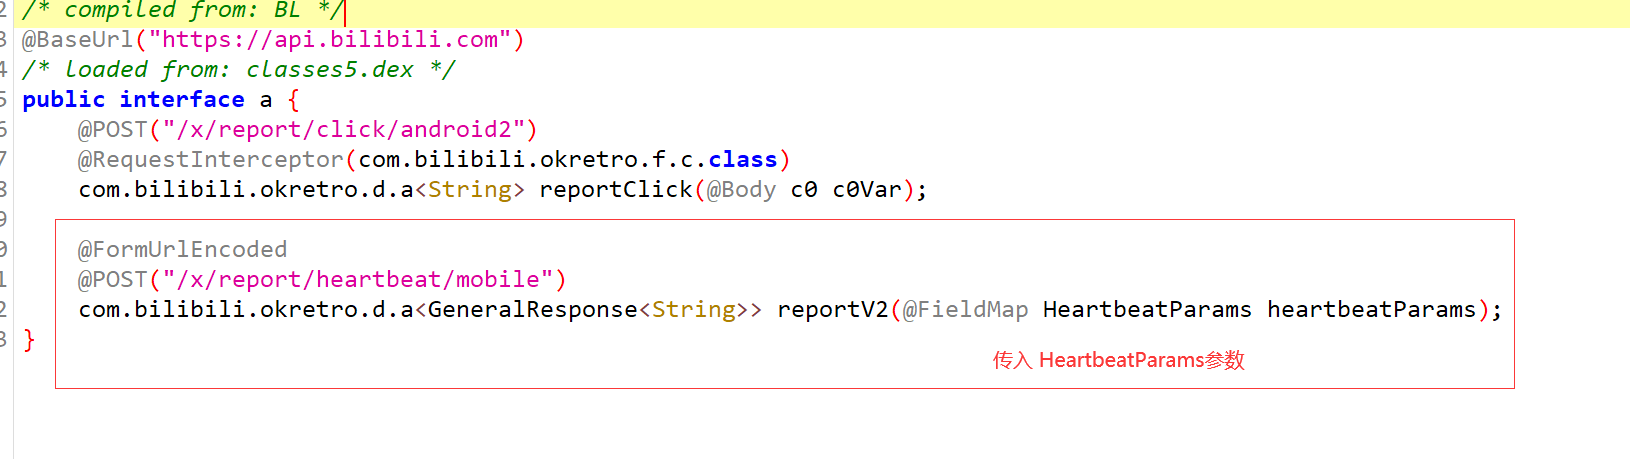 2 /* compiled from: BL */
3 @BaseUrl("https://api.bilibili.com")
4 /* loaded from: classes5.dex */
5 public interface a {
6 @POST("/x/report/click/android2")
7 @RequestInterceptor(com.bilibili.okretro.f.c.class)
8 com.bilibili.okretro.d.a<String> reportClick(@Body c0 c0Var);
9
0 @FormUrlEncoded
1 @POST("/x/report/heartbeat/mobile")
2 com.bilibili.okretro.d.a<GeneralResponse<String>> reportV2(@FieldMap HeartbeatParams heartbeatParams);
3 }
传入 HeartbeatParams参数